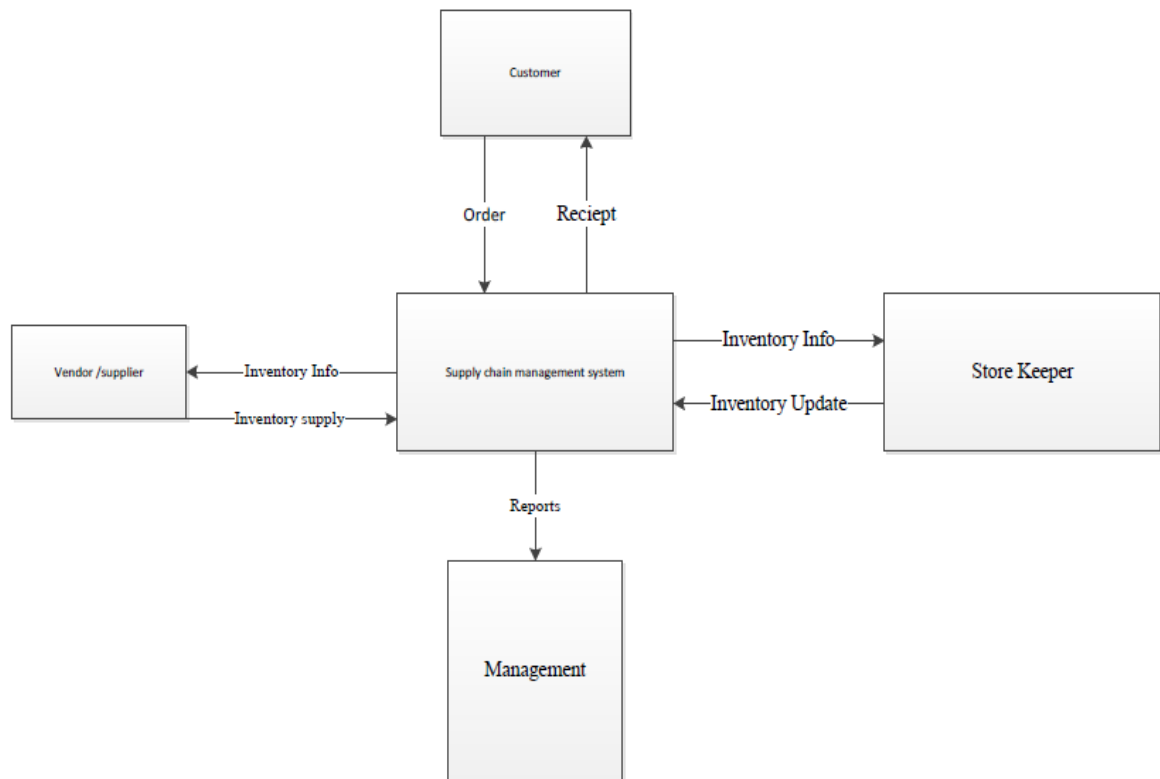 Customer
Order
Reciept
Vendor /supplier
Inventory Info
Inventory supply
Supply chain management system
Inventory Info
Inventory Update
Store Keeper
Reports
Management